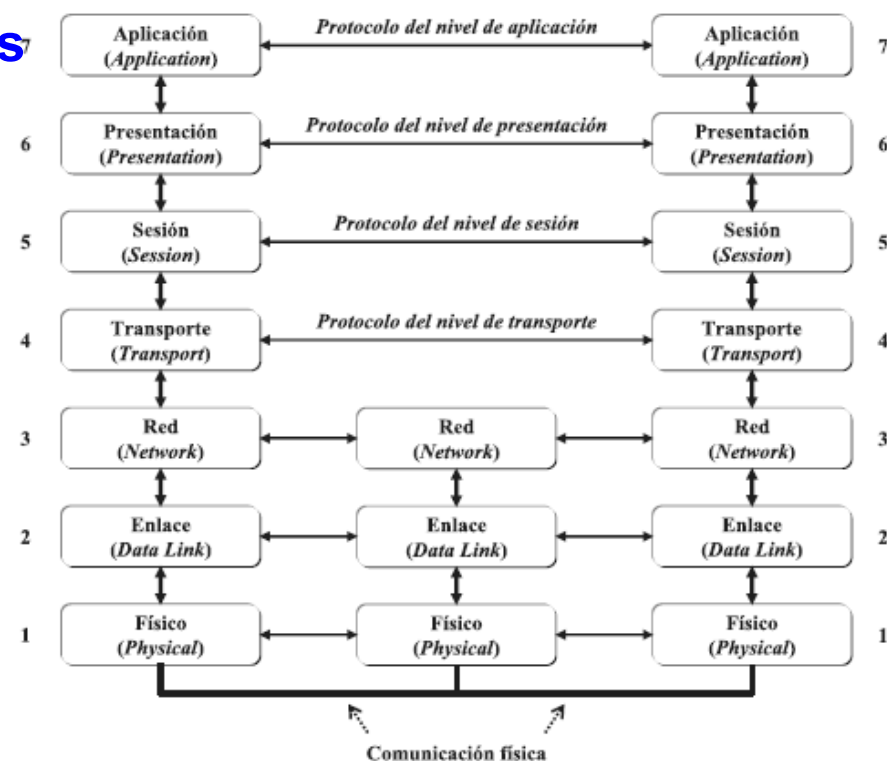 s
7 Aplicación Protocolo del nivel de aplicación Aplicación 7
(Application) (Application)
Presentación Protocolo del nivel de presentación Presentación
6 (Presentation) (Presentation) 6
Sesión Protocolo del nivel de sesión Sesión
5 (Session) (Session) 5
Transporte Protocolo del nivel de transporte Transporte
4 (Transport) (Transport) 4
Red Red Red
3 (Network) (Network) (Network) 3
Enlace Enlace Enlace
2 (Data Link) (Data Link) (Data Link) 2
Físico Físico Físico
1 (Physical) (Physical) (Physical) 1
Comunicación física